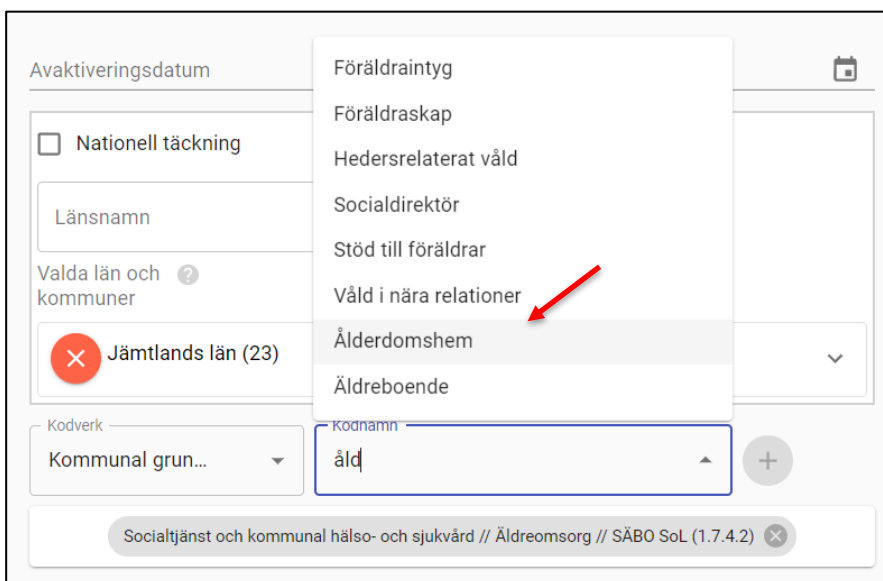 Avaktiveringsdatum
Nationell täckning
Länsnamn
Valda län och
kommuner
Jämtlands län (23)
Föräldraintyg
Föräldraskap
Hedersrelaterat våld
Socialdirektör
Stöd till föräldrar
Våld i nära relationer
Ålderdomshem
Äldreboende
Kodverk
Kommunal grun...
Kodnamn
åld
Socialtjänst och kommunal hälso- och sjukvård // Äldreomsorg // SÄBO SoL (1.7.4.2)